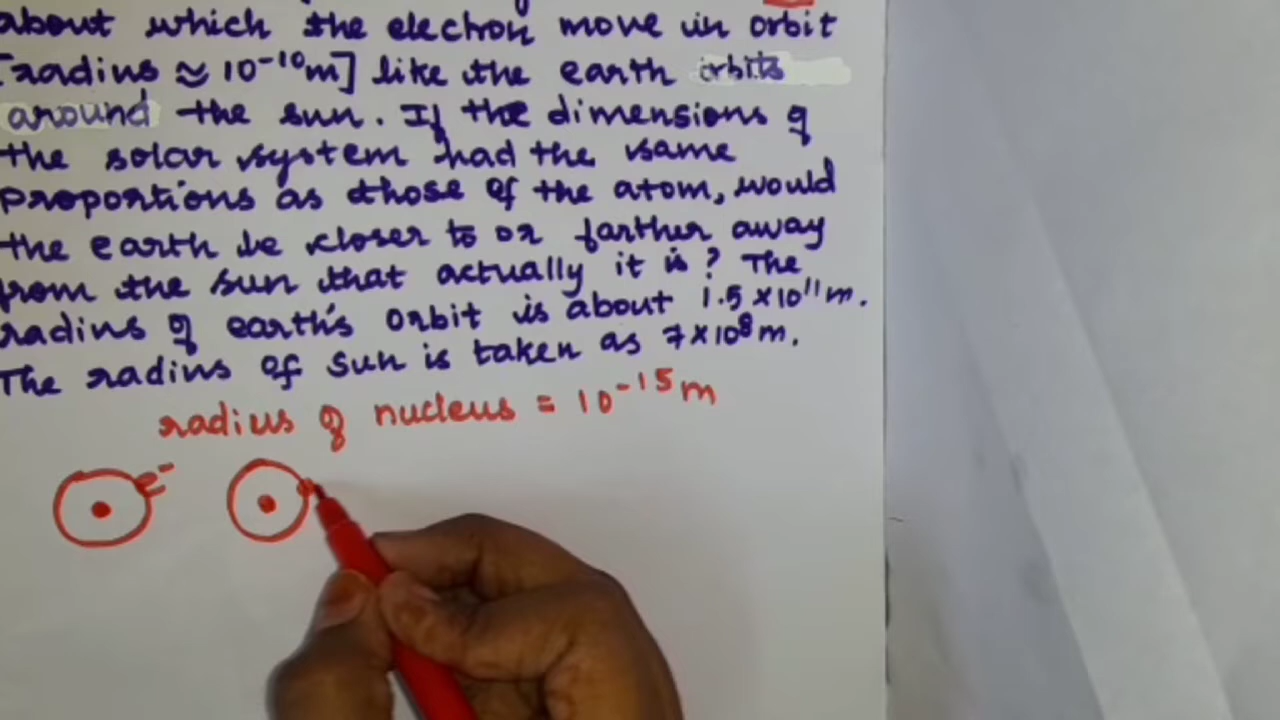 about which the electron move in orbit
[radius ≈ 10⁻¹⁰m] like the earth orbits
around the sun. If the dimensions of
the solar system had the same
proportions as those of the atom, would
the earth be closer to or farther away
from the sun that actually it is? The
radius of earth's orbit is about 1.5 × 10¹¹m.
The radius of sun is taken as 7×10⁸m.
radius of nucleus = 10⁻¹⁵m
e⁻